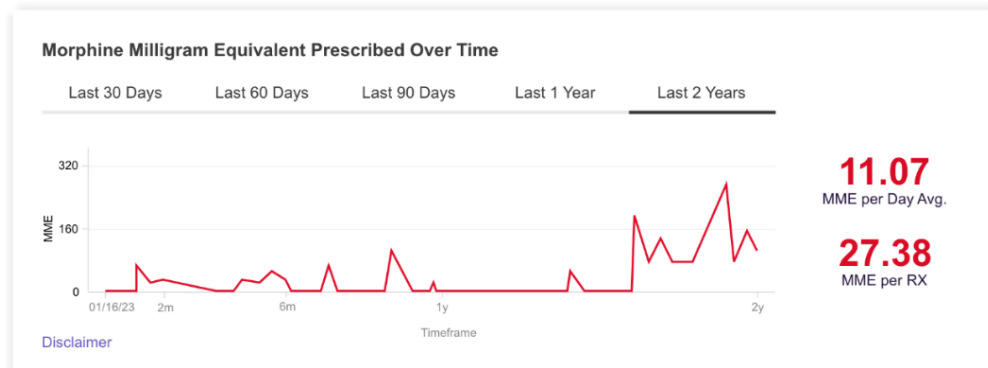 Morphine Milligram Equivalent Prescribed Over Time
Last 30 Days
Last 60 Days
Last 90 Days
Last 1 Year
Last 2 Years
320
160
0
MME
01/16/23
2m
6m
1y
2y
Timeframe
11.07
MME per Day Avg.
27.38
MME per RX
Disclaimer